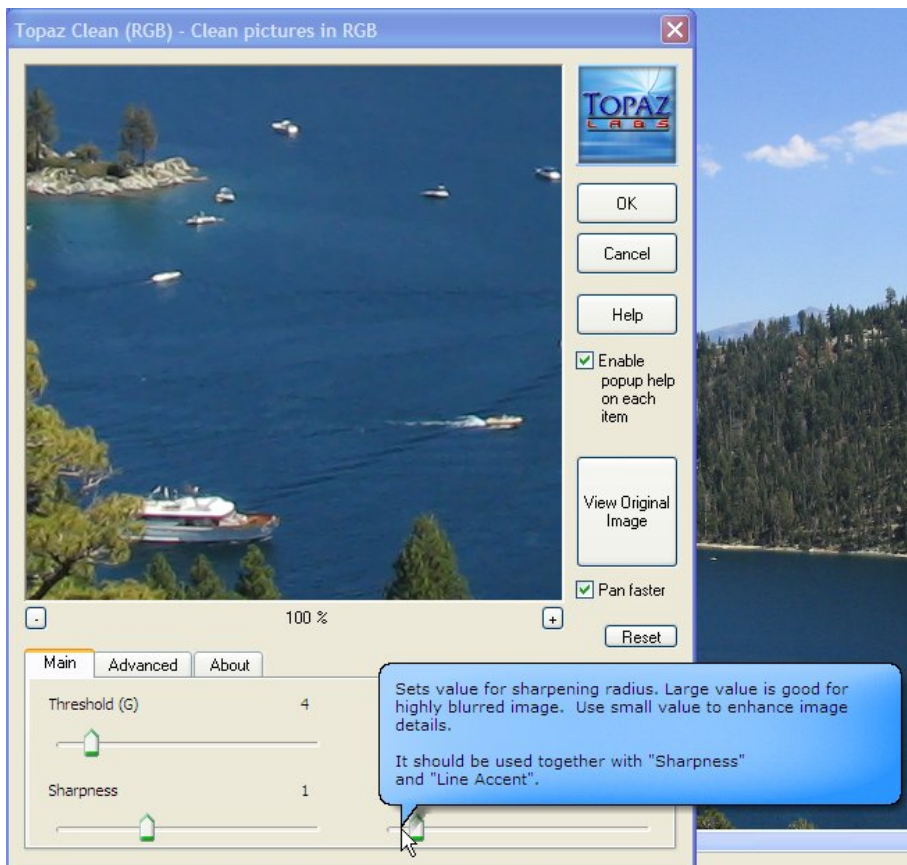 Topaz Clean (RGB) - Clean pictures in RGB
TOPAZ
LABS
OK
Cancel
Help
Enable
popup help
on each
item
View Original
Image
Pan faster
-
100 %
+
Reset
Main
Advanced
About
Threshold (G)
4
Sharpness
1
Sets value for sharpening radius. Large value is good for
highly blurred image. Use small value to enhance image
details.
It should be used together with "Sharpness"
and "Line Accent".